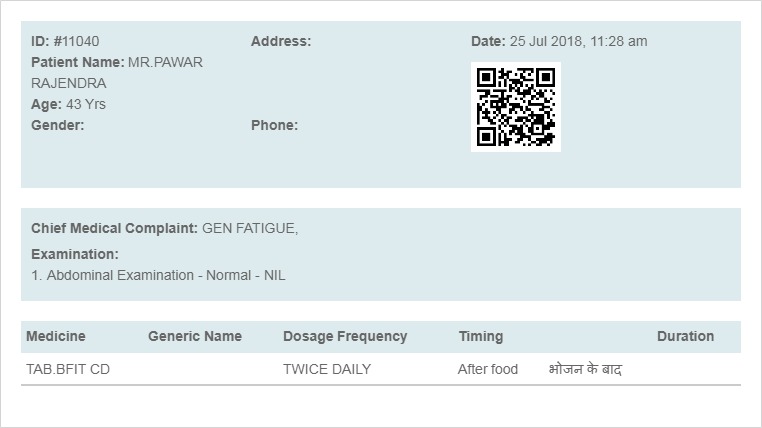 ID: #11040 Address: Date: 25 Jul 2018, 11:28 am
Patient Name: MR.PAWAR
RAJENDRA
Age: 43 Yrs
Gender: Phone:
Chief Medical Complaint: GEN FATIGUE,
Examination:
1. Abdominal Examination - Normal - NIL
Medicine Generic Name Dosage Frequency Timing Duration
TAB.BFIT CD TWICE DAILY After food भोजन के बाद